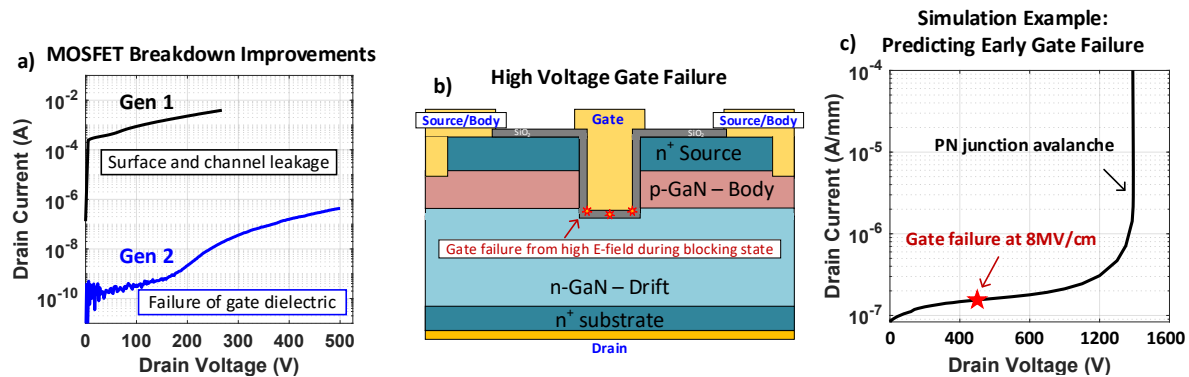 a)
MOSFET Breakdown Improvements
Drain Current (A)
10⁻²
10⁻⁴
10⁻⁶
10⁻⁸
10⁻¹⁰
Gen 1
Surface and channel leakage
Gen 2
Failure of gate dielectric
0 100 200 300 400 500
Drain Voltage (V)
b)
High Voltage Gate Failure
Source/Body
SiO₂
Gate
SiO₂
Source/Body
n⁺ Source
p-GaN – Body
Gate failure from high E-field during blocking state
n-GaN – Drift
n⁺ substrate
Drain
Simulation Example:
c) Predicting Early Gate Failure
Drain Current (A/mm)
10⁻⁴
10⁻⁵
10⁻⁶
10⁻⁷
PN junction avalanche
Gate failure at 8MV/cm
0 400 800 1200 1600
Drain Voltage (V)